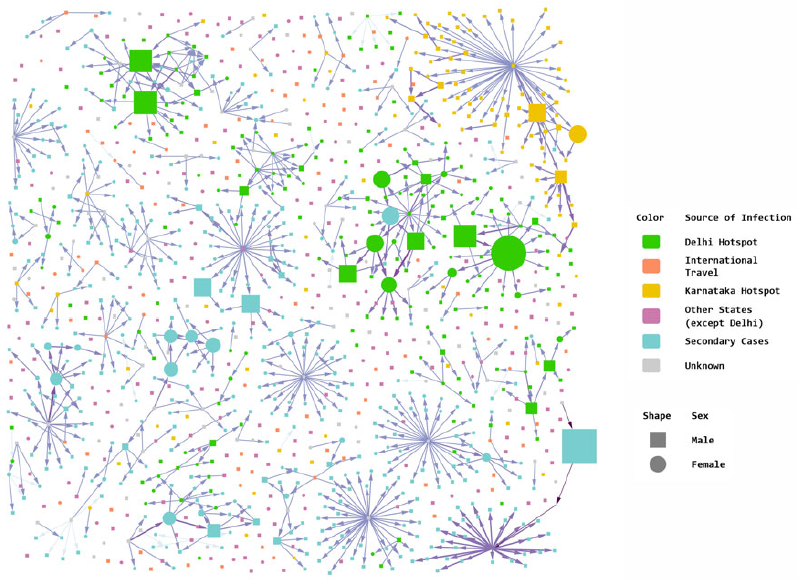 Color Source of Infection
Delhi Hotspot
International
Travel
Karnataka Hotspot
Other States
(except Delhi)
Secondary Cases
Unknown
Shape Sex
Male
Female